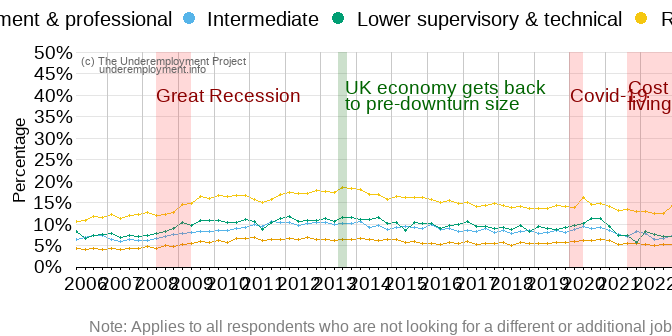 ment & professional Intermediate Lower supervisory & technical R
50%
45%
40%
35%
30%
25%
20%
15%
10%
5%
0%
Percentage
(c) The Underemployment Project
underemployment.info
Great Recession
UK economy gets back
to pre-downturn size
Covid-19
Cost
living
2006 2007 2008 2009 2010 2011 2012 2013 2014 2015 2016 2017 2018 2019 2020 2021 2022
Note: Applies to all respondents who are not looking for a different or additional job